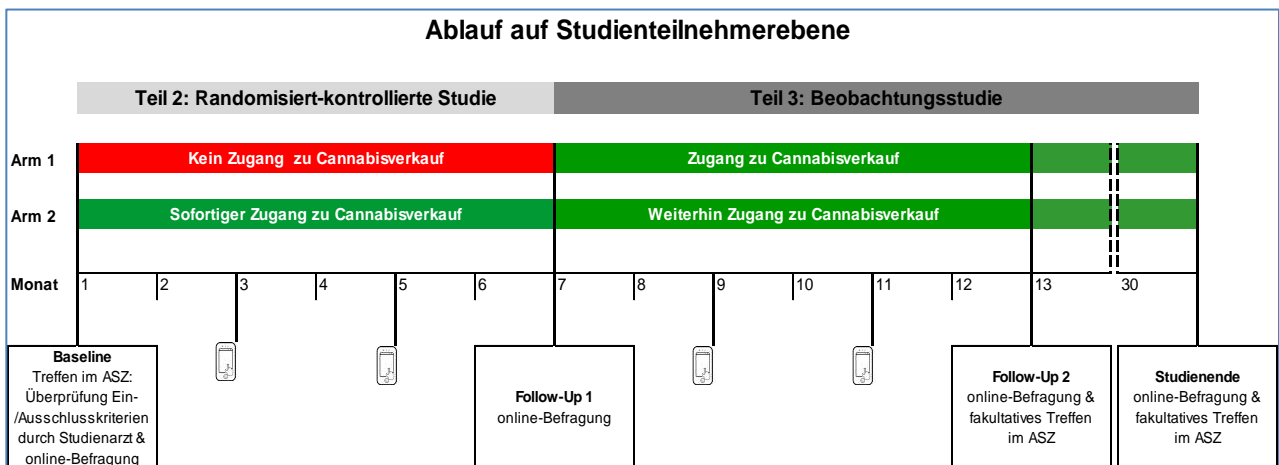 Ablauf auf Studienteilnehmerebene
Teil 2: Randomisiert-kontrollierte Studie
Teil 3: Beobachtungsstudie
Arm 1
Kein Zugang zu Cannabisverkauf
Zugang zu Cannabisverkauf
Arm 2
Sofortiger Zugang zu Cannabisverkauf
Weiterhin Zugang zu Cannabisverkauf
Monat 1 2 3 4 5 6 7 8 9 10 11 12 13 30
Baseline
Treffen im ASZ:
Überprüfung Ein-
/Ausschlusskriterien
durch Studienarzt &
online-Befragung
Follow-Up 1
online-Befragung
Follow-Up 2
online-Befragung &
fakultatives Treffen
im ASZ
Studienende
online-Befragung &
fakultatives Treffen
im ASZ